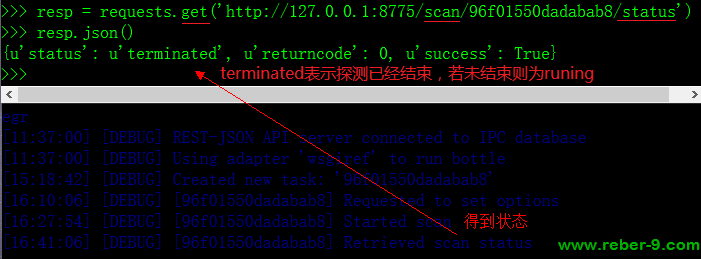 >>> resp = requests.get('http://127.0.0.1:8775/scan/96f01550dadabab8/status')
>>> resp.json()
{u'status': u'terminated', u'returncode': 0, u'success': True}
>>>
terminated表示探测已经结束，若未结束则为runing
[11:37:00] [DEBUG] REST-JSON API server connected to IPC database
[11:37:00] [DEBUG] Using adapter 'wsgiref' to run bottle
[15:18:42] [DEBUG] Created new task: '96f01550dadabab8'
[16:10:06] [DEBUG] [96f01550dadabab8] Requested to set options
[16:27:54] [DEBUG] [96f01550dadabab8] Started scan
得到状态
[16:41:06] [DEBUG] [96f01550dadabab8] Retrieved scan status
www.reber-9.com